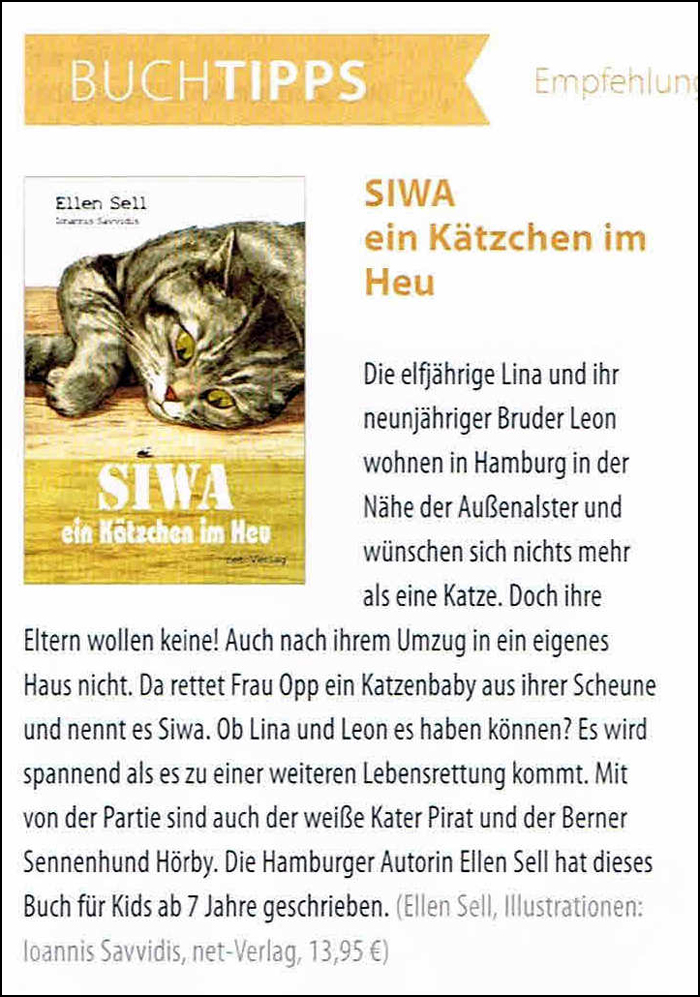 BUCHTIPPS
Empfehlung
Ellen Sell
Ioannis Savvidis
SIWA
ein Kätzchen im Heu
net-Verlag
SIWA
ein Kätzchen im
Heu
Die elfjährige Lina und ihr
neunjähriger Bruder Leon
wohnen in Hamburg in der
Nähe der Außenalster und
wünschen sich nichts mehr
als eine Katze. Doch ihre
Eltern wollen keine! Auch nach ihrem Umzug in ein eigenes
Haus nicht. Da rettet Frau Opp ein Katzenbaby aus ihrer Scheune
und nennt es Siwa. Ob Lina und Leon es haben können? Es wird
spannend als es zu einer weiteren Lebensrettung kommt. Mit
von der Partie sind auch der weiße Kater Pirat und der Berner
Sennenhund Hörby. Die Hamburger Autorin Ellen Sell hat dieses
Buch für Kids ab 7 Jahre geschrieben. (Ellen Sell, Illustrationen:
Ioannis Savvidis, net-Verlag, 13,95 €)